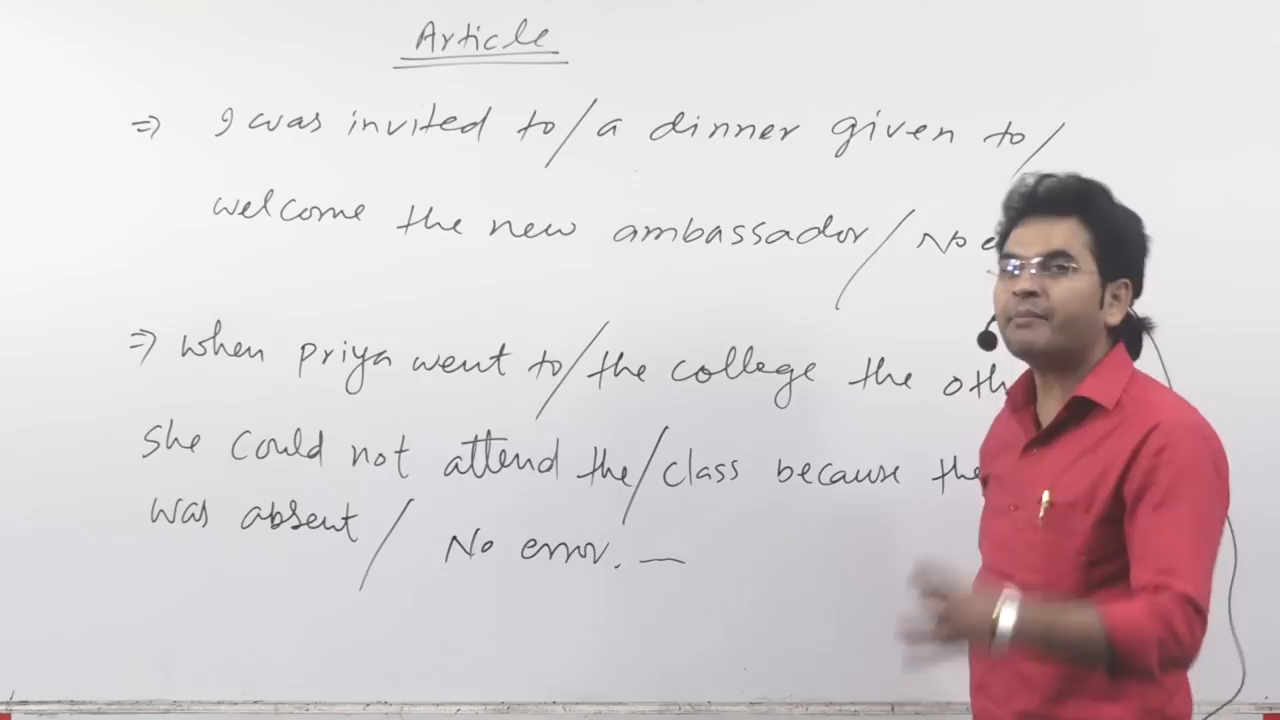 Article
⇒ I was invited to/a dinner given to/
welcome the new ambassador/No
⇒ when priya went to/the college the
she could not attend the/class because the
was absent/ No error. —